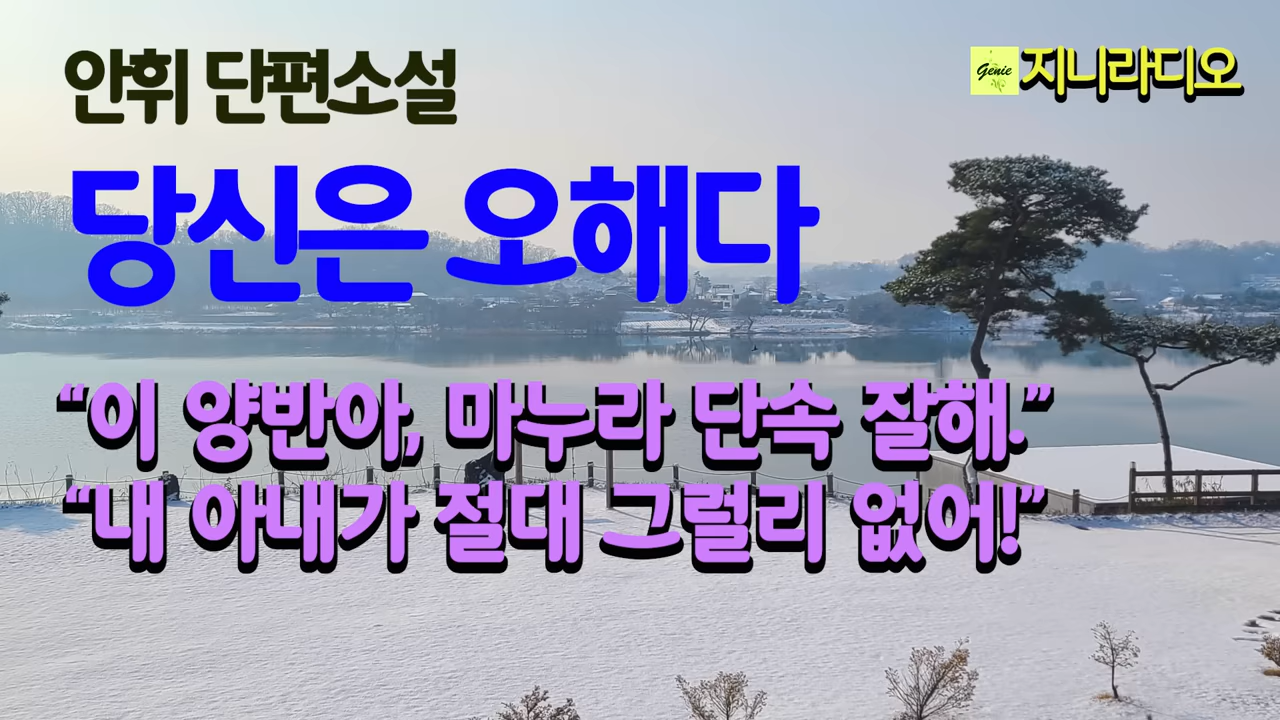 안휘 단편소설
Genie 지니라디오
당신은 오해다
“이 양반아, 마누라 단속 잘해.”
“내 아내가 절대 그럴리 없어!”